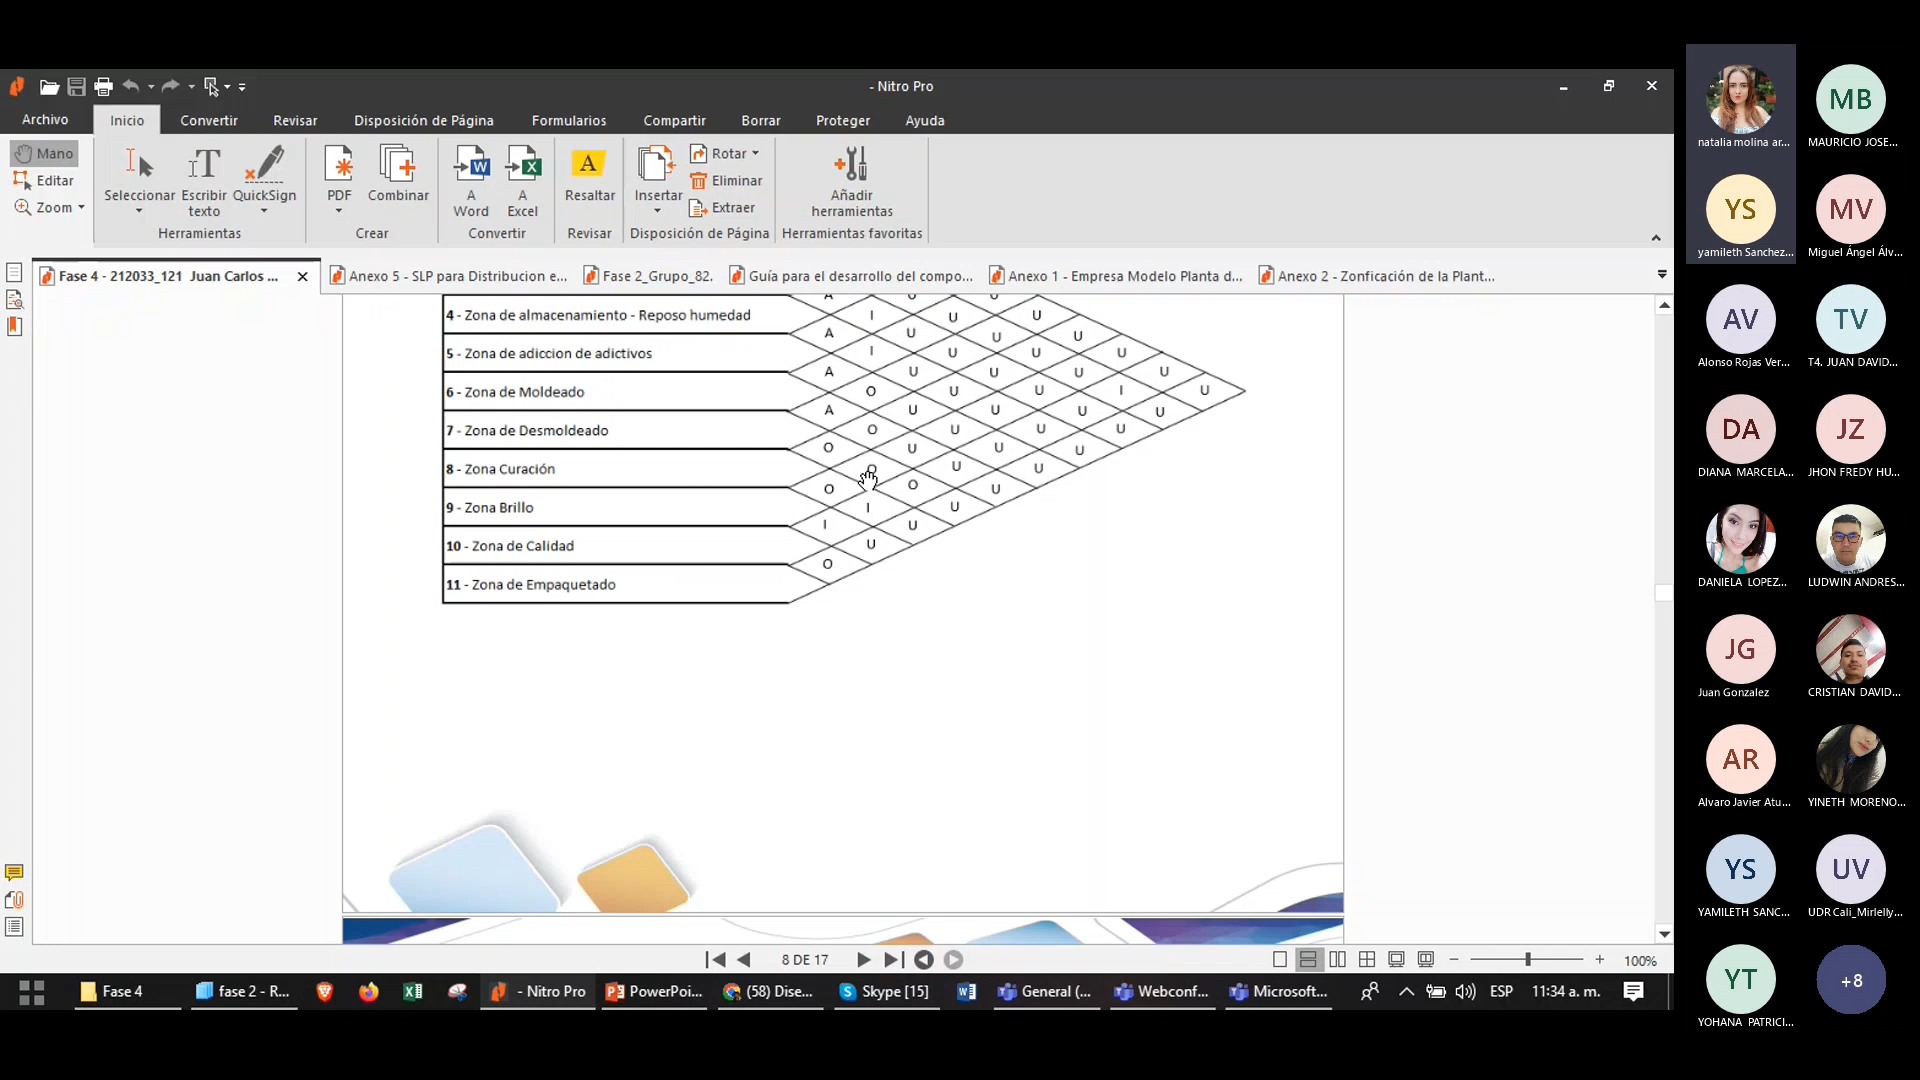 - Nitro Pro
Archivo Inicio Convertir Revisar Disposición de Página Formularios Compartir Borrar Proteger Ayuda
Mano
Editar
Zoom
Seleccionar
Escribir texto
QuickSign
Herramientas
PDF
Combinar
Crear
A Word
A Excel
Convertir
Resaltar
Revisar
Insertar
Rotar
Eliminar
Extraer
Disposición de Página
Añadir herramientas
Herramientas favoritas
Fase 4 - 212033_121 Juan Carlos ...
Anexo 5 - SLP para Distribucion e...
Fase 2_Grupo_82.
Guía para el desarrollo del compo...
Anexo 1 - Empresa Modelo Planta d...
Anexo 2 - Zonficación de la Plant...
4 - Zona de almacenamiento - Reposo humedad
5 - Zona de adiccion de adictivos
6 - Zona de Moldeado
7 - Zona de Desmoldeado
8 - Zona Curación
9 - Zona Brillo
10 - Zona de Calidad
11 - Zona de Empaquetado
A U U
I U U
A U U U
I U U U
A U U U U
O U U I U
A U U U U
O U U U
O U U U
O U U
O O U
I U
I U
U
O
8 DE 17
100%
Fase 4
fase 2 - R...
- Nitro Pro
PowerPoi...
(58) Dise...
Skype [15]
General (...
Webconf...
Microsoft...
ESP
11:34 a. m.
natalia molina ar...
MB
MAURICIO JOSE...
YS
yamileth Sanchez...
MV
Miguel Ángel Álv...
AV
Alonso Rojas Ver...
TV
T4. JUAN DAVID...
DA
DIANA MARCELA...
JZ
JHON FREDY HU...
DANIELA LOPEZ...
LUDWIN ANDRES...
JG
Juan Gonzalez
CRISTIAN DAVID...
AR
Alvaro Javier Atu...
YINETH MORENO...
YS
YAMILETH SANC...
UV
UDR Cali_Mirlelly...
YT
YOHANA PATRICI...
+8